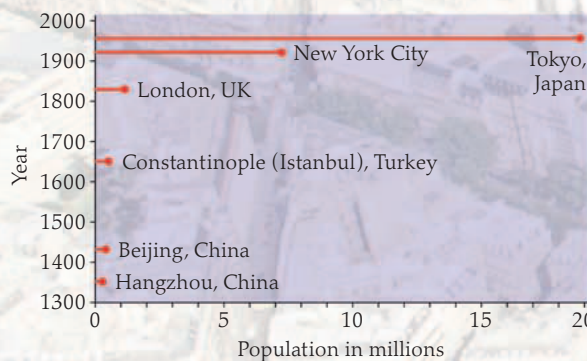 2000
1900
1800
1700
1600
1500
1400
1300
Year
New York City
Tokyo,
Japan
London, UK
Constantinople (Istanbul), Turkey
Beijing, China
Hangzhou, China
0 5 10 15 20
Population in millions